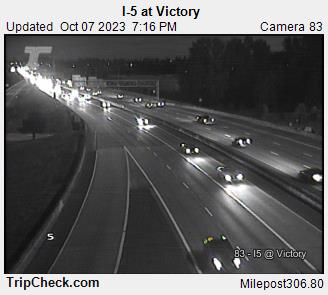 I-5 at Victory
Updated Oct 07 2023 7:16 PM Camera 83
S
83 - I5 @ Victory
TripCheck.com Milepost306.80